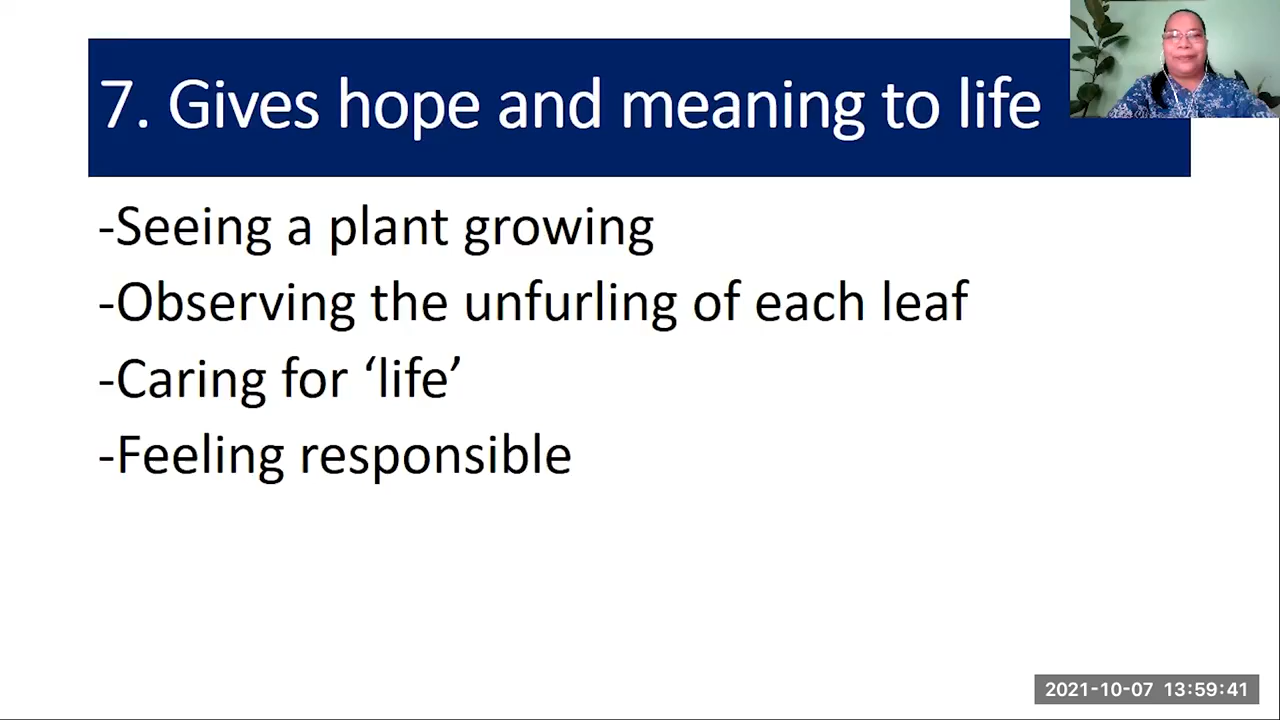 7. Gives hope and meaning to life
-Seeing a plant growing
-Observing the unfurling of each leaf
-Caring for ‘life’
-Feeling responsible
2021-10-07 13:59:41